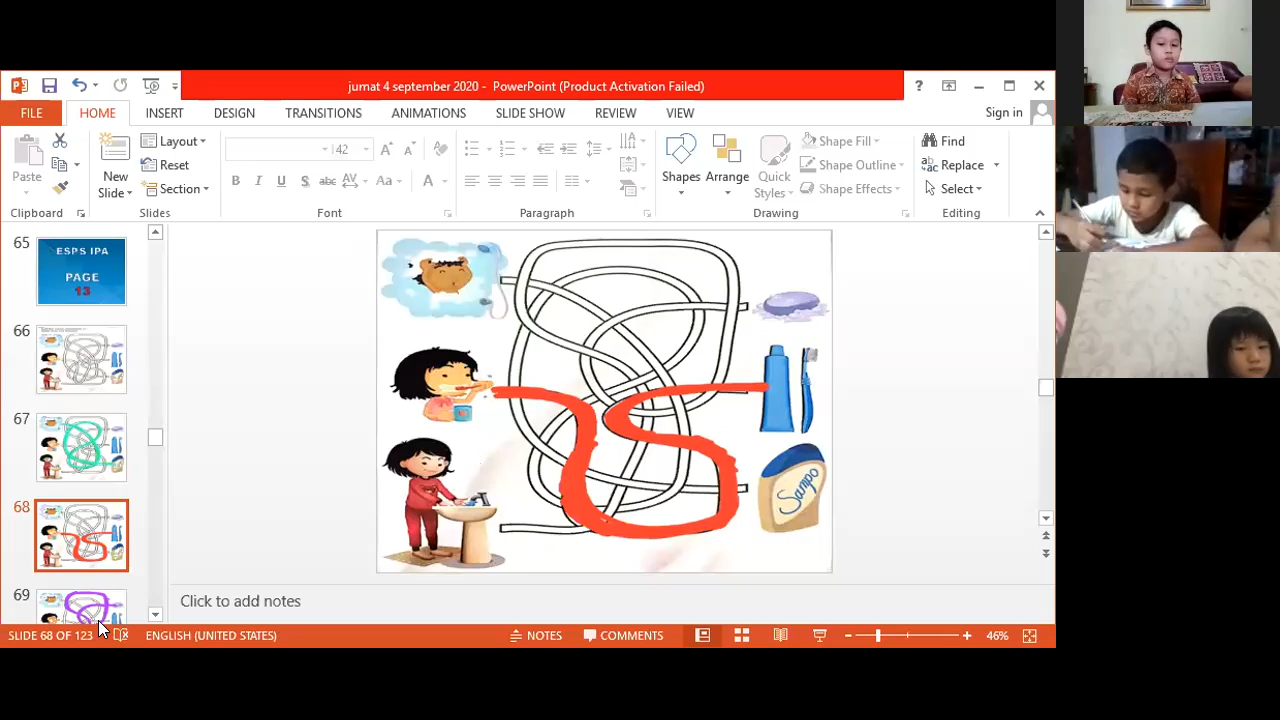 jumat 4 september 2020 - PowerPoint (Product Activation Failed)
FILE HOME INSERT DESIGN TRANSITIONS ANIMATIONS SLIDE SHOW REVIEW VIEW Sign in
Paste
Clipboard
New
Slide
Layout
Reset
Section
Slides
42
B I U S abc AV Aa A
Font
Paragraph
Shapes
Arrange
Quick
Styles
Shape Fill
Shape Outline
Shape Effects
Drawing
Find
Replace
Select
Editing
65
ESPS IPA
PAGE
13
66
67
68
69
Sampo
Click to add notes
SLIDE 68 OF 123 ENGLISH (UNITED STATES) NOTES COMMENTS 46%